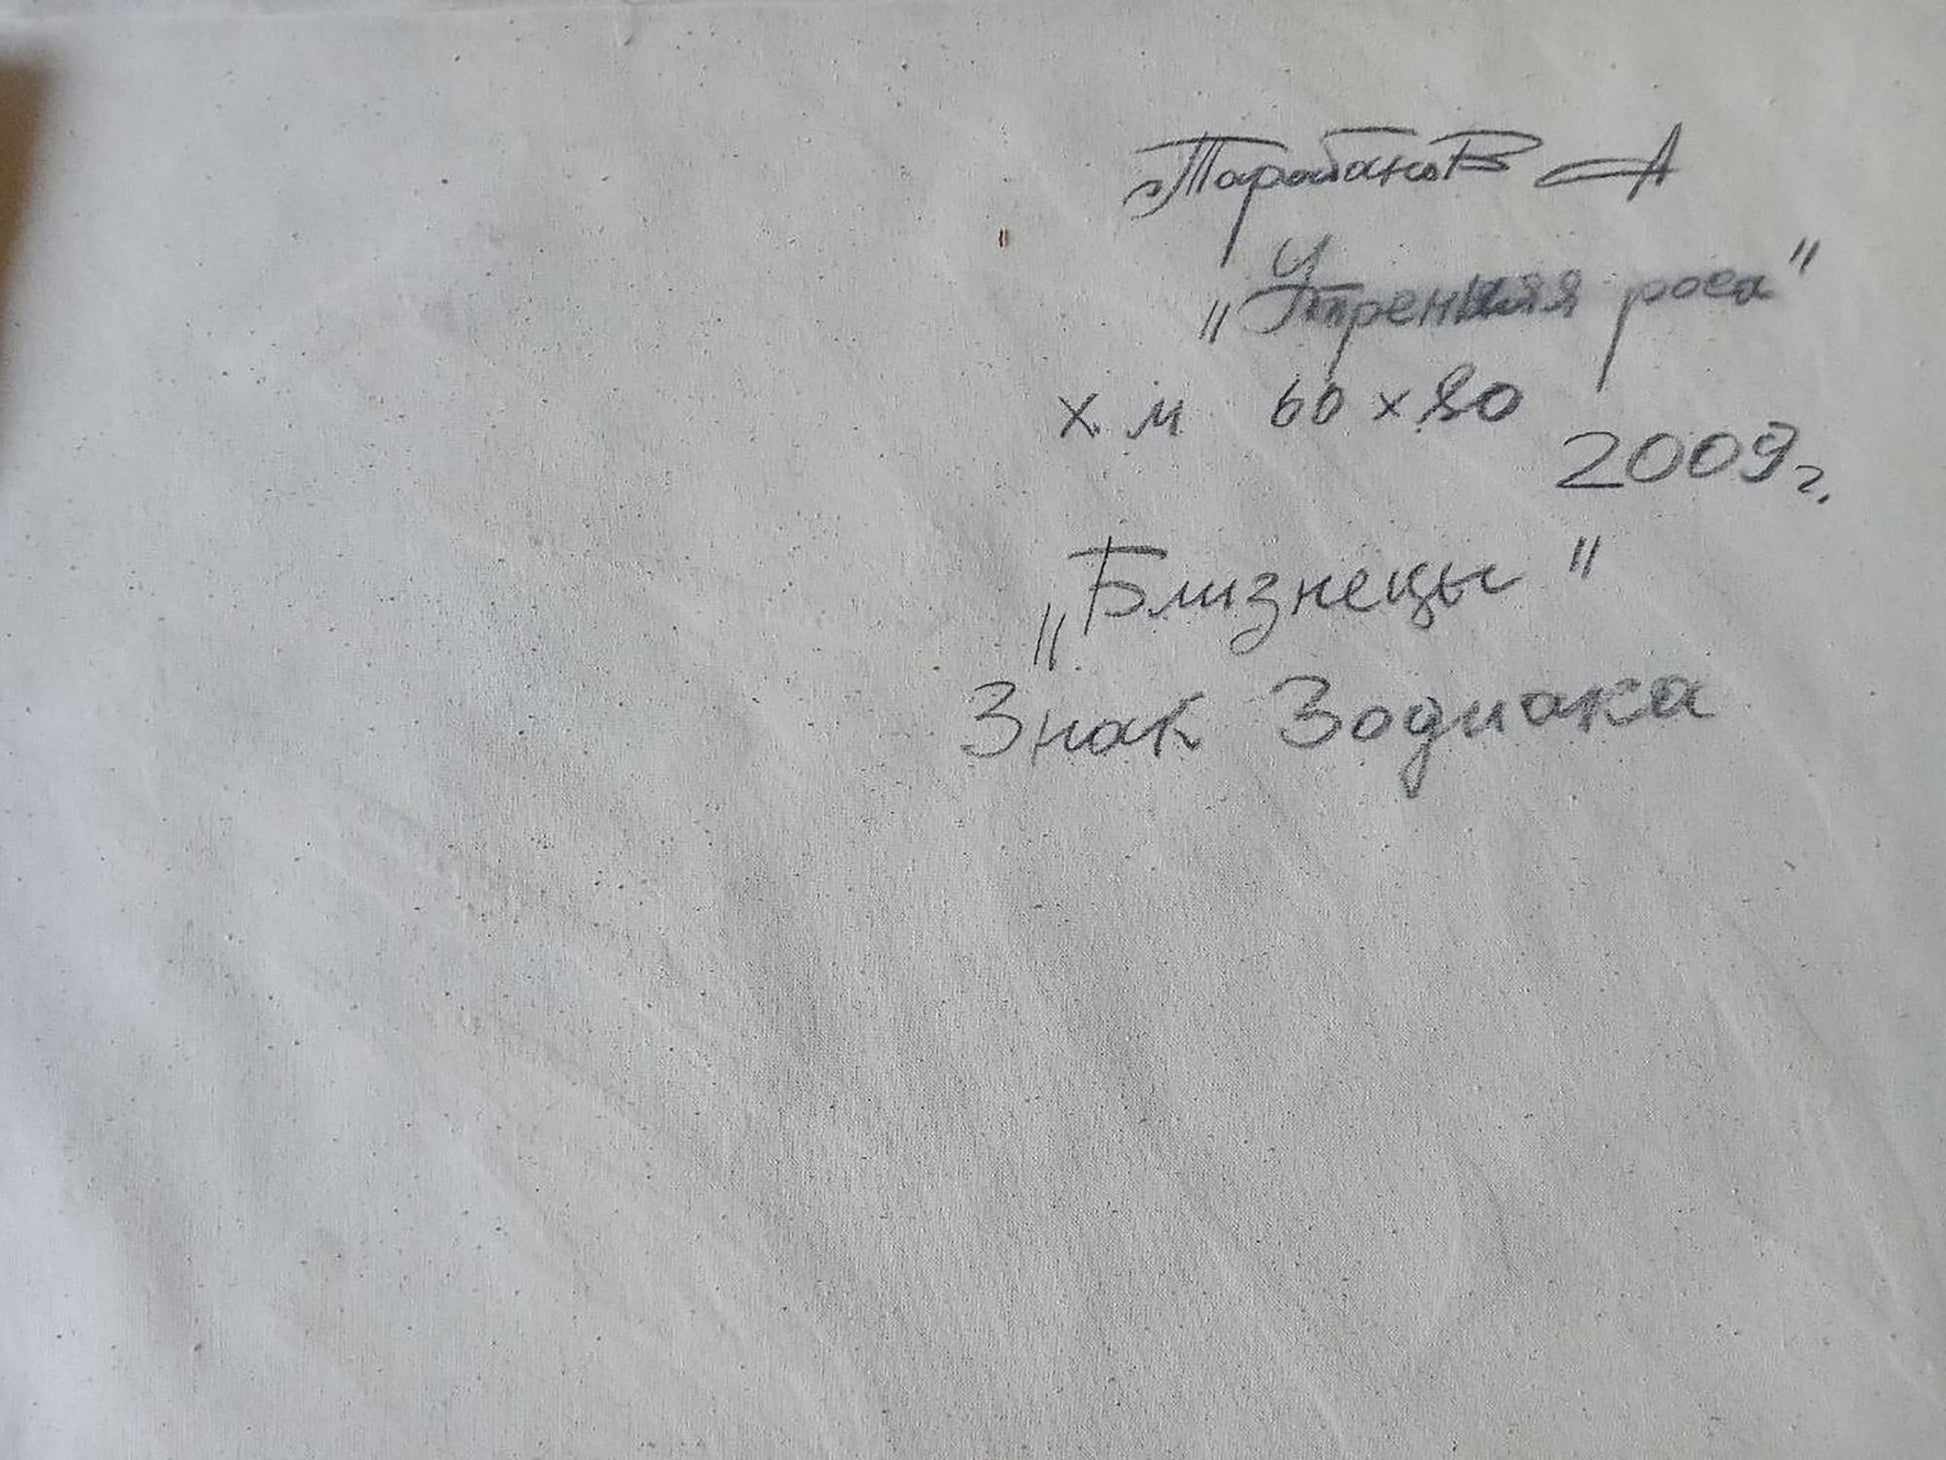 Тарабанов А
„Утренняя роса"
х.м 60 х 80
2009г.
„Близнецы"
Знак Зодиака